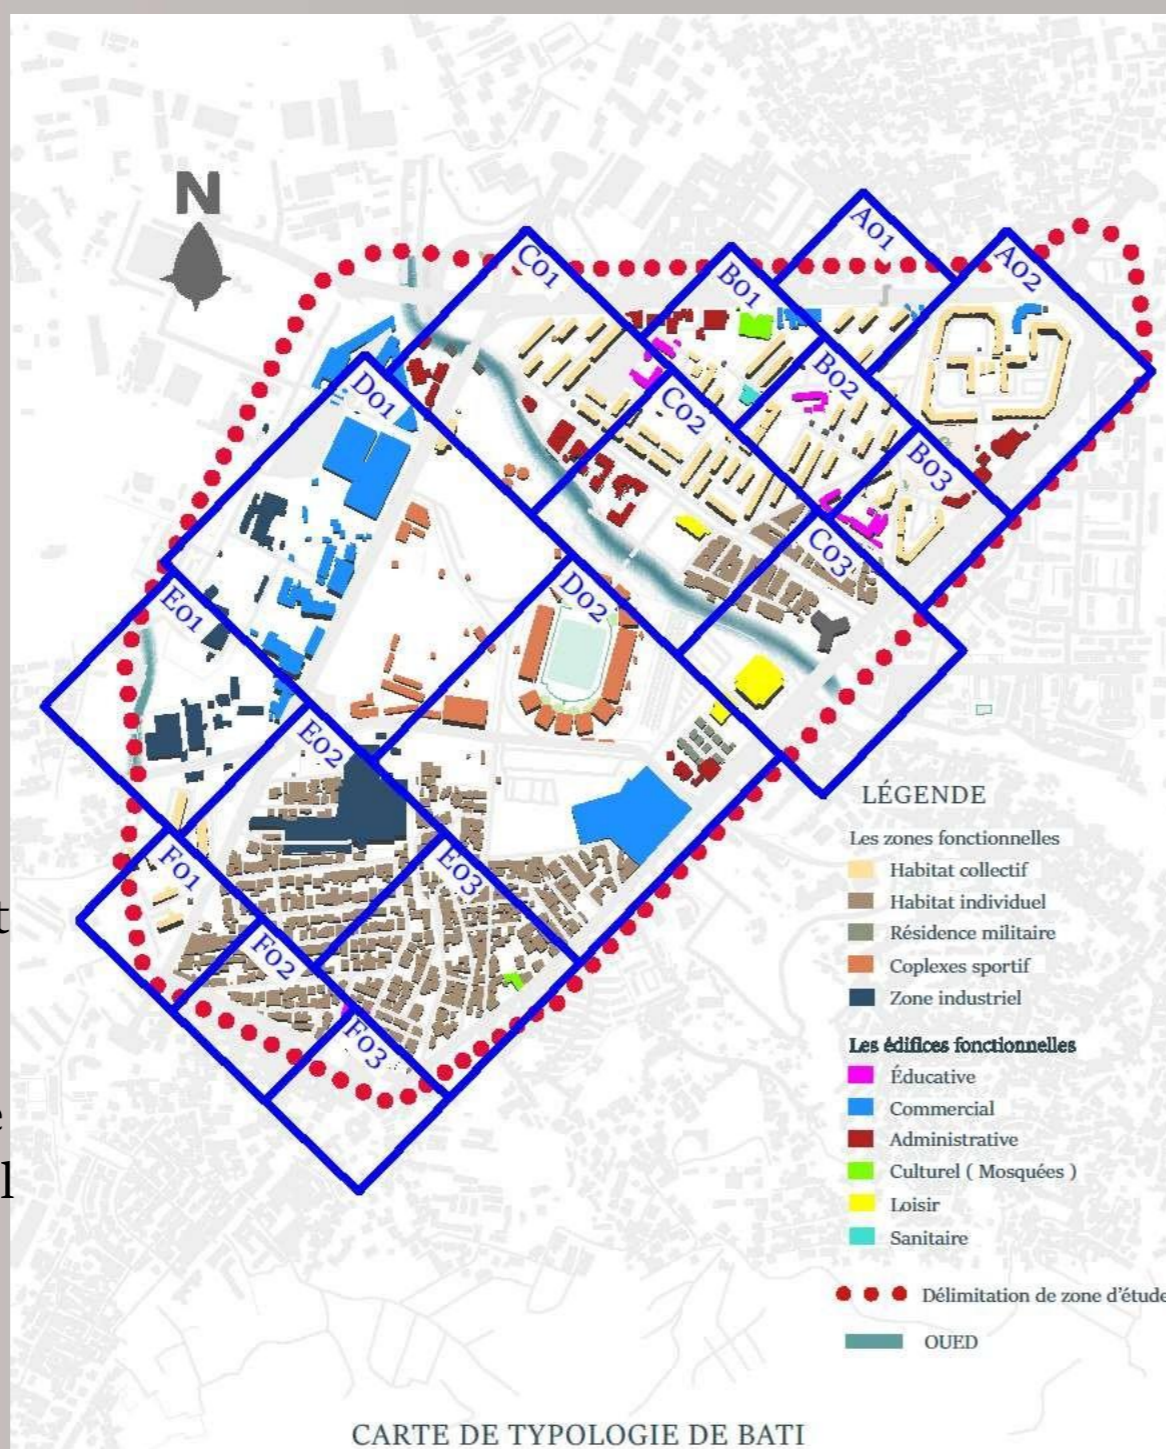 N
A01
A02
C01
B01
B02
D01
C02
B03
C03
E01
D02
E02
E03
F01
F02
F03
t
e
l
LÉGENDE
Les zones fonctionnelles
Habitat collectif
Habitat individuel
Résidence militaire
Coplexes sportif
Zone industriel
Les édifices fonctionnelles
Éducative
Commercial
Administrative
Culturel ( Mosquées )
Loisir
Sanitaire
Délimitation de zone d'étude
OUED
CARTE DE TYPOLOGIE DE BATI